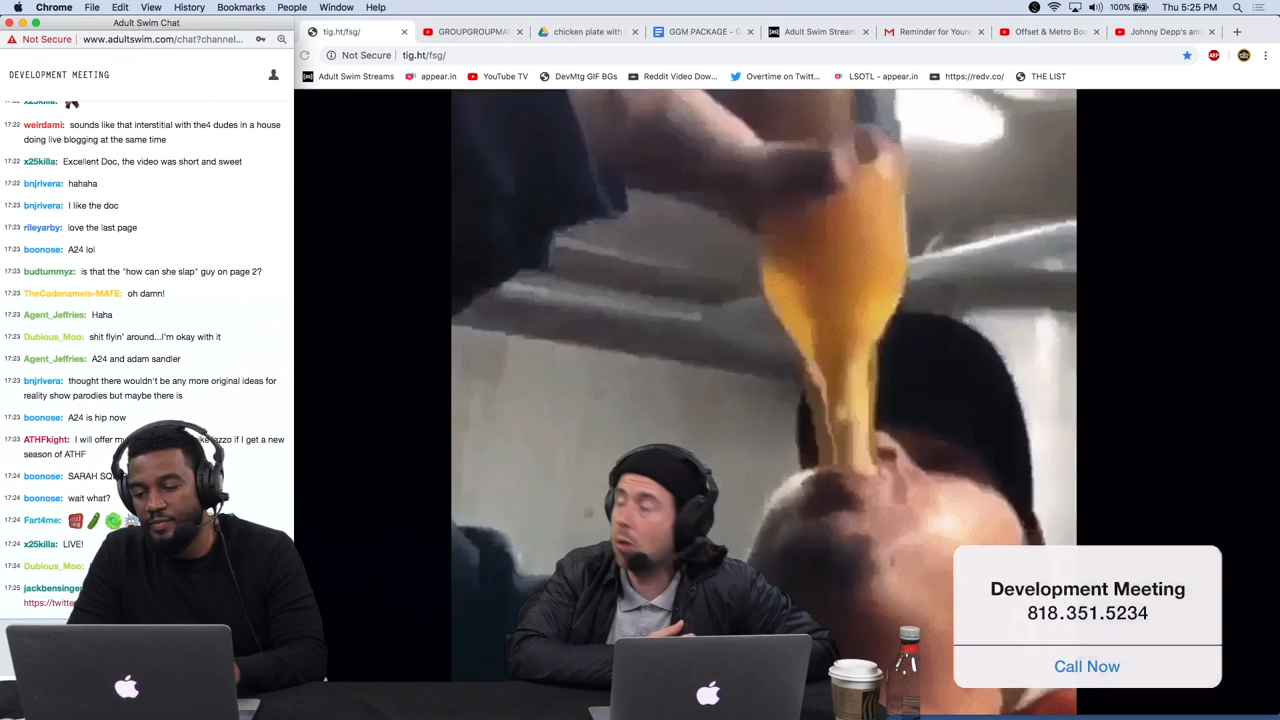 Chrome File Edit View History Bookmarks People Window Help
100% Thu 5:25 PM
Adult Swim Chat
Not Secure www.adultswim.com/chat?channel...
tig.ht/fsg/
GROUPGROUPMA
chicken plate with
GGM PACKAGE - G
Adult Swim Stream
Reminder for Youn
Offset & Metro Boo
Johnny Depp's am
Not Secure tig.ht/fsg/
ABP
Adult Swim Streams appear.in YouTube TV DevMtg GIF BGs Reddit Video Dow... Overtime on Twitt... LSOTL – appear.in https://redv.co/ THE LIST
DEVELOPMENT MEETING
x25killa:
17:22 weirdami: sounds like that interstitial with the4 dudes in a house
doing live blogging at the same time
17:22 x25killa: Excellent Doc, the video was short and sweet
17:22 bnjrivera: hahaha
17:23 bnjrivera: I like the doc
17:23 rileyarby: love the last page
17:23 boonose: A24 lol
17:23 budtummyz: is that the "how can she slap" guy on page 2?
17:23 TheCodenameis-MATE: oh damn!
17:23 Agent_Jeffries: Haha
17:23 Dubious_Moo: shit flyin' around...I'm okay with it
17:23 Agent_Jeffries: A24 and adam sandler
17:23 bnjrivera: thought there wouldn't be any more original ideas for
reality show parodies but maybe there is
17:23 boonose: A24 is hip now
17:23 ATHFkight: I will offer my azzo if I get a new
season of ATHF
17:24 boonose: SARAH
17:24 boonose: wait what?
17:24 Fart4me:
17:24 x25killa: LIVE!
17:24 Dubious_Moo:
17:25 jackbensinger
https://twitte
Development Meeting
818.351.5234
Call Now